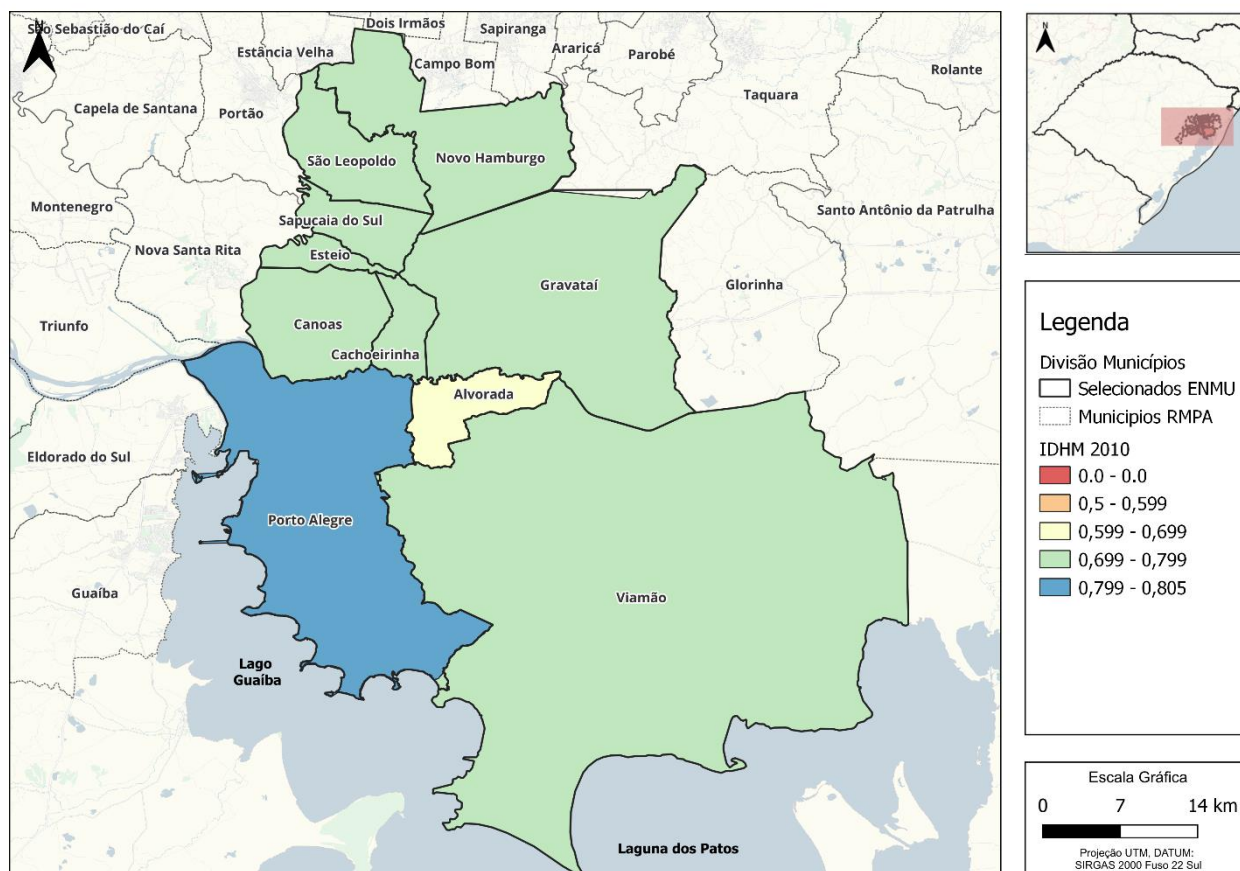 N
São Sebastião do Caí
Dois Irmãos
Sapiranga
Estância Velha
Araricá
Parobé
Campo Bom
Rolante
Taquara
Capela de Santana
Portão
São Leopoldo
Novo Hamburgo
Montenegro
Sapucaia do Sul
Santo Antônio da Patrulha
Nova Santa Rita
Esteio
Gravataí
Glorinha
Triunfo
Canoas
Cachoeirinha
Alvorada
Eldorado do Sul
Porto Alegre
Guaíba
Viamão
Lago
Guaíba
Laguna dos Patos
N
Legenda
Divisão Municípios
Selecionados ENMU
Municipios RMPA
IDHM 2010
0.0 - 0.0
0,5 - 0,599
0,599 - 0,699
0,699 - 0,799
0,799 - 0,805
Escala Gráfica
0 7 14 km
Projeção UTM, DATUM:
SIRGAS 2000 Fuso 22 Sul